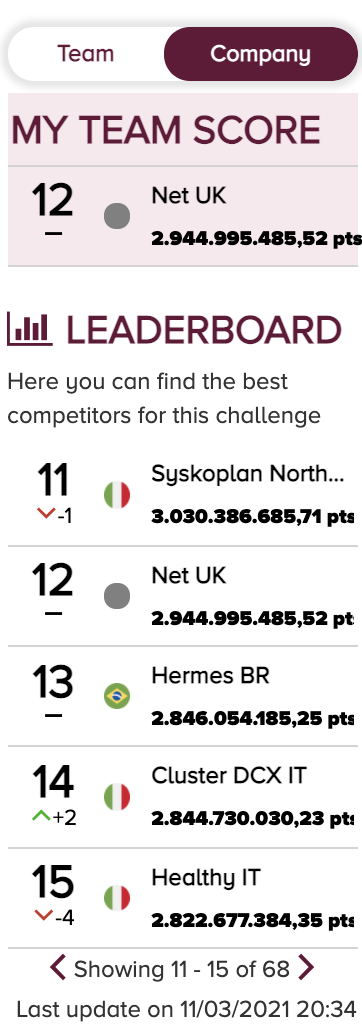 Team
Company
MY TEAM SCORE
12
Net UK
–
2.944.995.485,52 pts
LEADERBOARD
Here you can find the best
competitors for this challenge
11
Syskoplan North...
-1
3.030.386.685,71 pts
12
Net UK
–
2.944.995.485,52 pt
13
Hermes BR
–
2.846.054.185,25 pts
14
Cluster DCX IT
+2
2.844.730.030,23 pts
15
Healthy IT
-4
2.822.677.384,35 pts
Showing 11 - 15 of 68
Last update on 11/03/2021 20:34